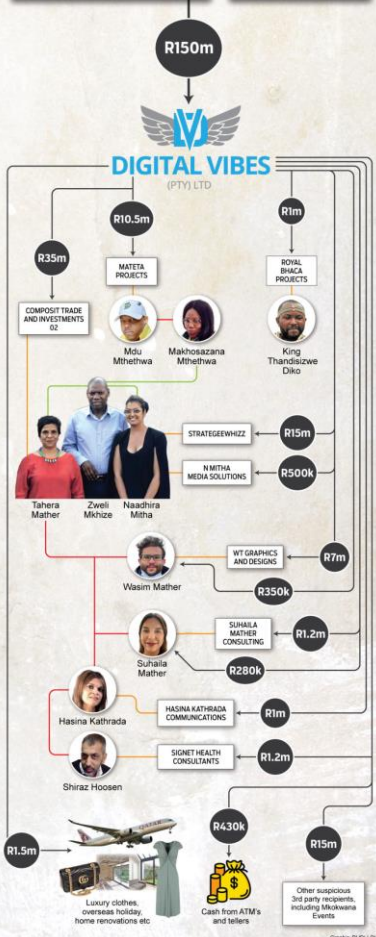 R150m
DIGITAL VIBES
(PTY) LTD
R10.5m
R1m
R35m
MATETA
PROJECTS
ROYAL
BHACA
PROJECTS
COMPOSIT TRADE
AND INVESTMENTS
02
Mdu
Mthethwa
Makhosazana
Mthethwa
King
Thandisizwe
Diko
STRATEGEEWHIZZ
R15m
N MITHA
MEDIA SOLUTIONS
R500k
Tahera
Mather
Zweli
Mkhize
Naadhira
Mitha
WT GRAPHICS
AND DESIGNS
R7m
Wasim Mather
R350k
SUHAILA
MATHER
CONSULTING
R1.2m
Suhaila
Mather
R280k
Hasina Kathrada
HASINA KATHRADA
COMMUNICATIONS
R1m
SIGNET HEALTH
CONSULTANTS
R1.2m
Shiraz Hoosen
R1.5m
QATAR
R430k
R15m
Luxury clothes,
overseas holiday,
home renovations etc
Cash from ATM's
and tellers
Other
suspicious
3rd party recipients,
including Mkokwana
Events